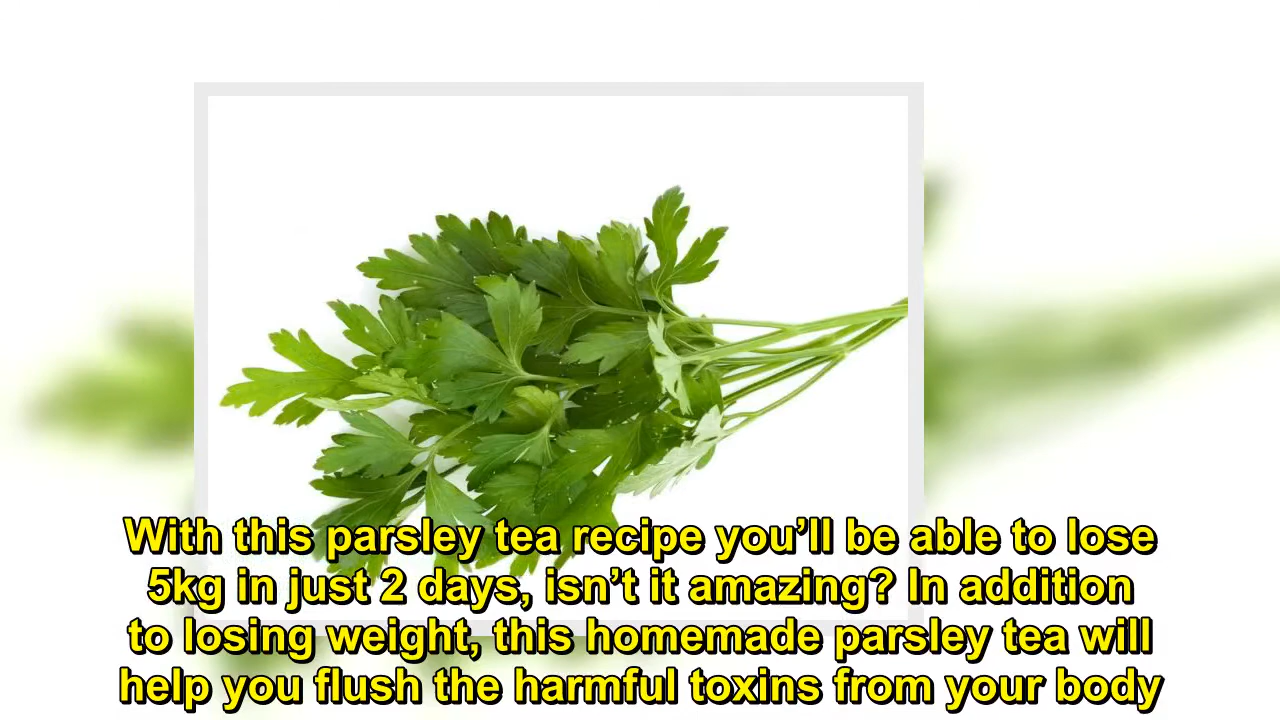 With this parsley tea recipe you’ll be able to lose
5kg in just 2 days, isn’t it amazing? In addition
to losing weight, this homemade parsley tea will
help you flush the harmful toxins from your body